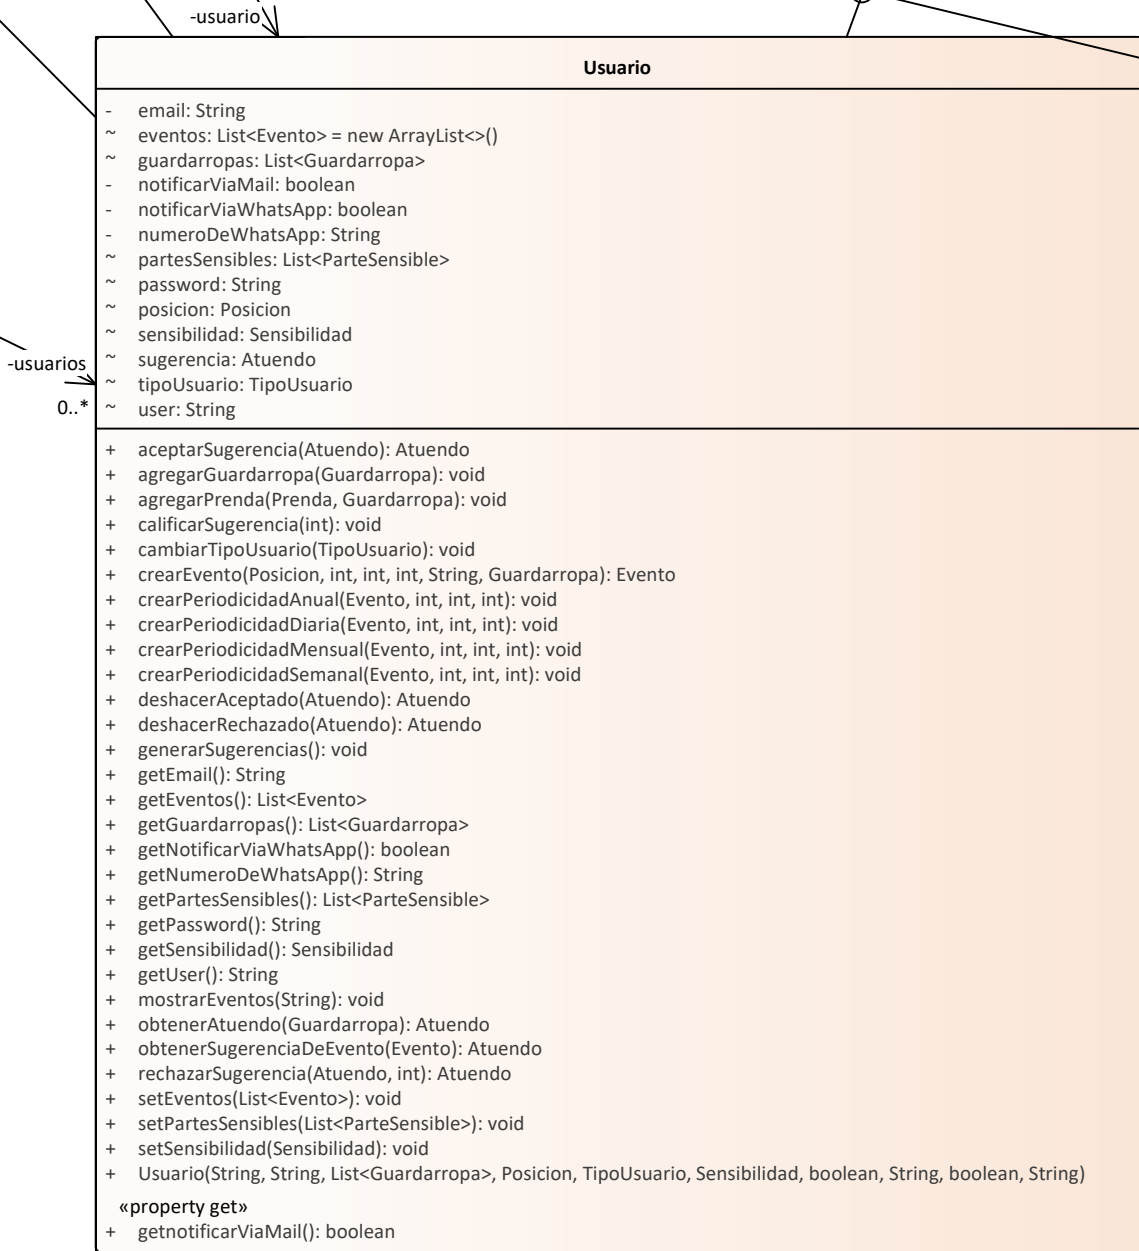 -usuario
Usuario
- email: String
~ eventos: List<Evento> = new ArrayList<>()
~ guardarropas: List<Guardarropa>
- notificarViaMail: boolean
- notificarViaWhatsApp: boolean
- numeroDeWhatsApp: String
~ partesSensibles: List<ParteSensible>
~ password: String
~ posicion: Posicion
~ sensibilidad: Sensibilidad
~ sugerencia: Atuendo
~ tipoUsuario: TipoUsuario
~ user: String
-usuarios
0..*
+ aceptarSugerencia(Atuendo): Atuendo
+ agregarGuardarropa(Guardarropa): void
+ agregarPrenda(Prenda, Guardarropa): void
+ calificarSugerencia(int): void
+ cambiarTipoUsuario(TipoUsuario): void
+ crearEvento(Posicion, int, int, int, String, Guardarropa): Evento
+ crearPeriodicidadAnual(Evento, int, int, int): void
+ crearPeriodicidadDiaria(Evento, int, int, int): void
+ crearPeriodicidadMensual(Evento, int, int, int): void
+ crearPeriodicidadSemanal(Evento, int, int, int): void
+ deshacerAceptado(Atuendo): Atuendo
+ deshacerRechazado(Atuendo): Atuendo
+ generarSugerencias(): void
+ getEmail(): String
+ getEventos(): List<Evento>
+ getGuardarropas(): List<Guardarropa>
+ getNotificarViaWhatsApp(): boolean
+ getNumeroDeWhatsApp(): String
+ getPartesSensibles(): List<ParteSensible>
+ getPassword(): String
+ getSensibilidad(): Sensibilidad
+ getUser(): String
+ mostrarEventos(String): void
+ obtenerAtuendo(Guardarropa): Atuendo
+ obtenerSugerenciaDeEvento(Evento): Atuendo
+ rechazarSugerencia(Atuendo, int): Atuendo
+ setEventos(List<Evento>): void
+ setPartesSensibles(List<ParteSensible>): void
+ setSensibilidad(Sensibilidad): void
+ Usuario(String, String, List<Guardarropa>, Posicion, TipoUsuario, Sensibilidad, boolean, String, boolean, String)
«property get»
+ getnotificarViaMail(): boolean